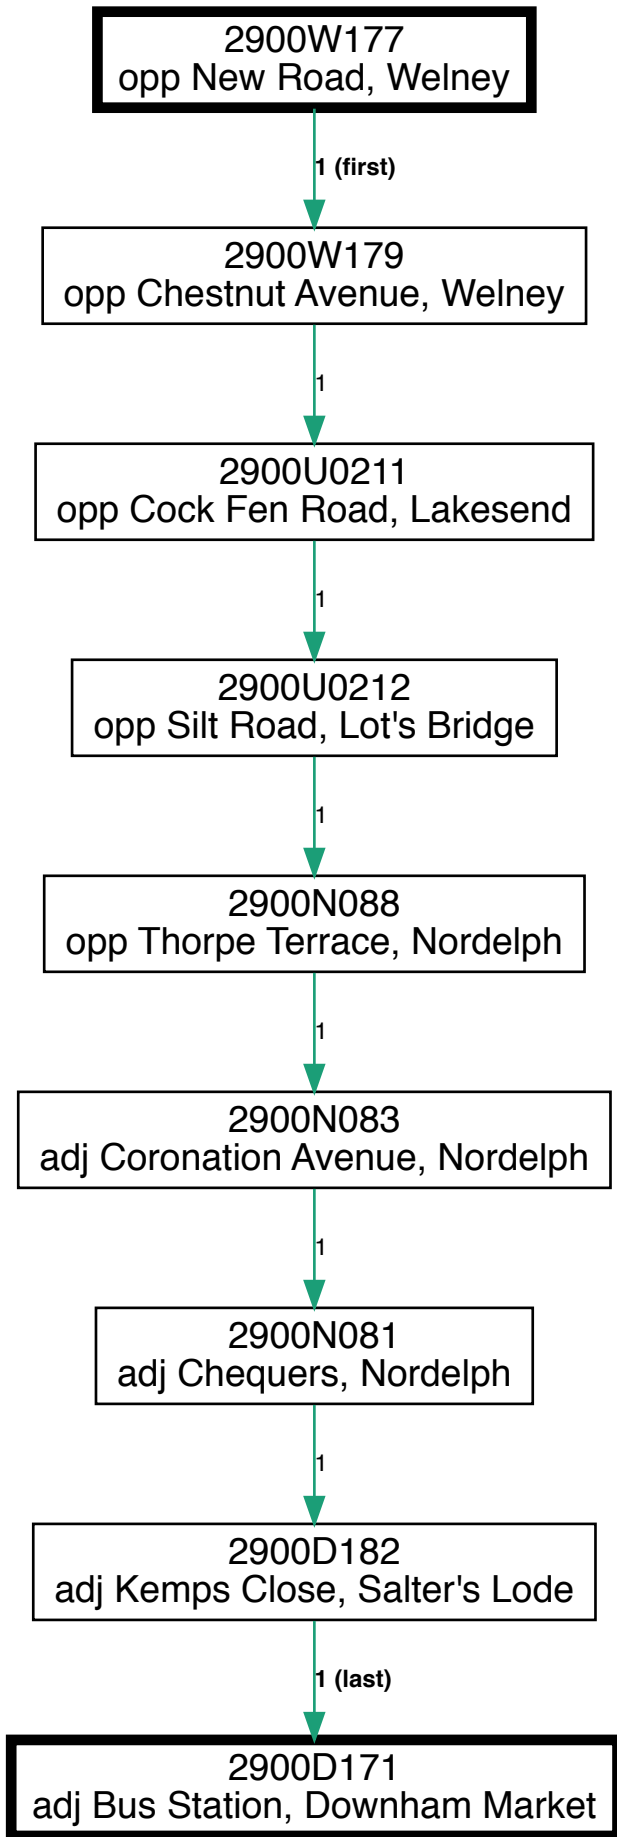 2900W177
opp New Road, Welney
1 (first)
2900W179
opp Chestnut Avenue, Welney
1
2900U0211
opp Cock Fen Road, Lakesend
1
2900U0212
opp Silt Road, Lot's Bridge
1
2900N088
opp Thorpe Terrace, Nordelph
1
2900N083
adj Coronation Avenue, Nordelph
1
2900N081
adj Chequers, Nordelph
1
2900D182
adj Kemps Close, Salter's Lode
1 (last)
2900D171
adj Bus Station, Downham Market